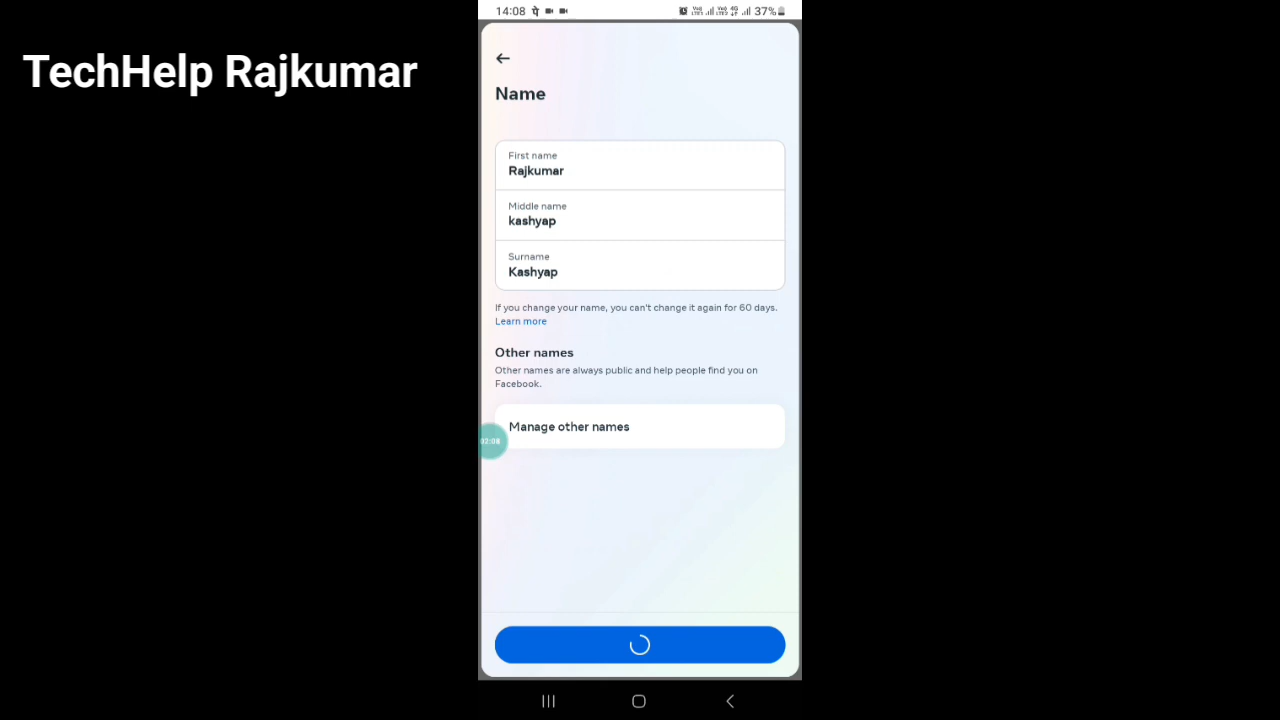 14:08 पे 37%
TechHelp Rajkumar
Name
First name
Rajkumar
Middle name
kashyap
Surname
Kashyap
If you change your name, you can't change it again for 60 days.
Learn more
Other names
Other names are always public and help people find you on
Facebook.
Manage other names
02:08